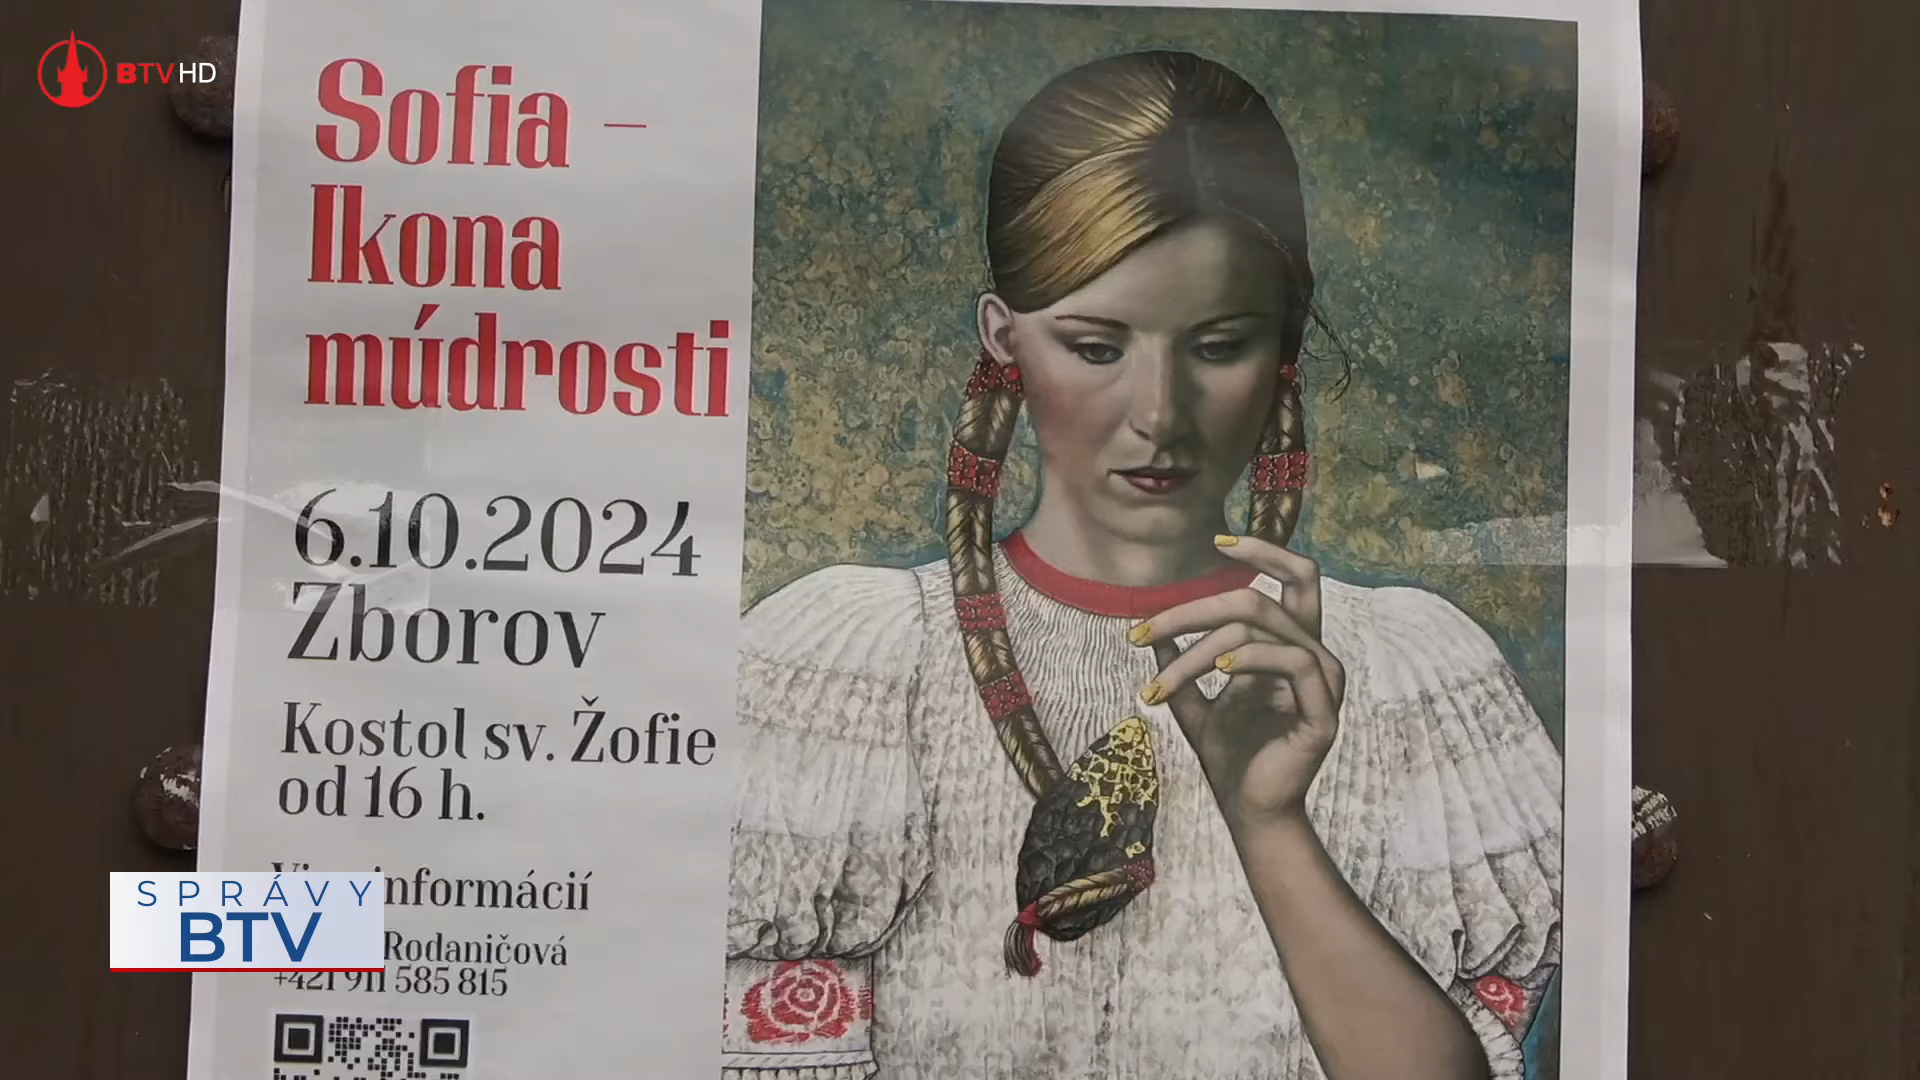 BTV HD
Sofia –
Ikona
múdrosti
6.10.2024
Zborov
Kostol sv. Žofie
od 16 h.
informácií
Rodaničová
+421 911 585 815
SPRÁVY
BTV